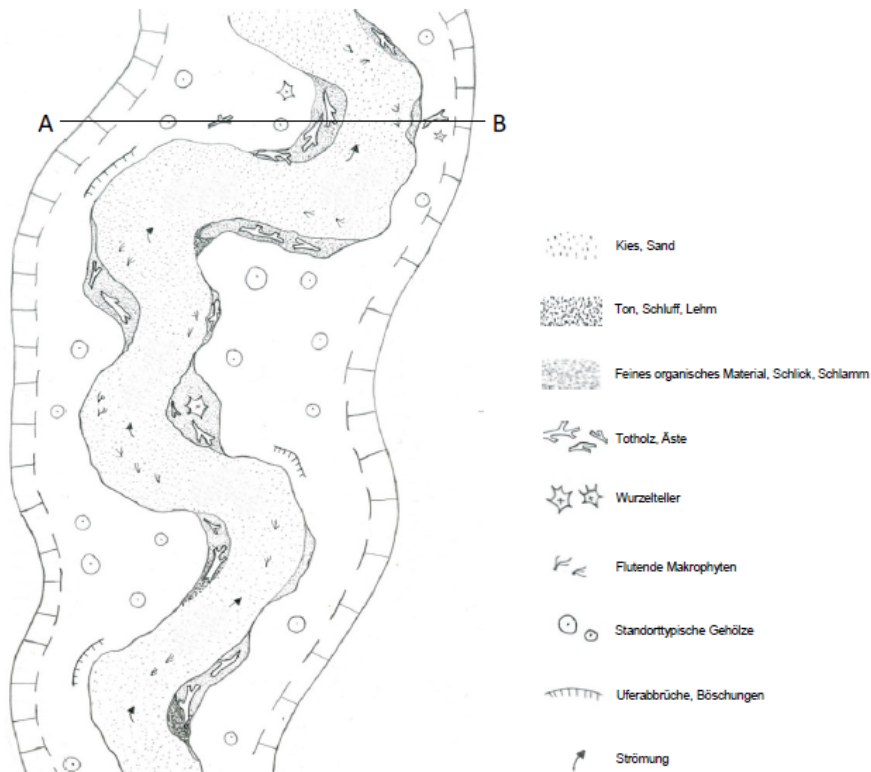 A B
Kies, Sand
Ton, Schluff, Lehm
Feines organisches Material, Schlick, Schlamm
Totholz, Äste
Wurzelteller
Flutende Makrophyten
Standorttypische Gehölze
Uferabbrüche, Böschungen
Strömung